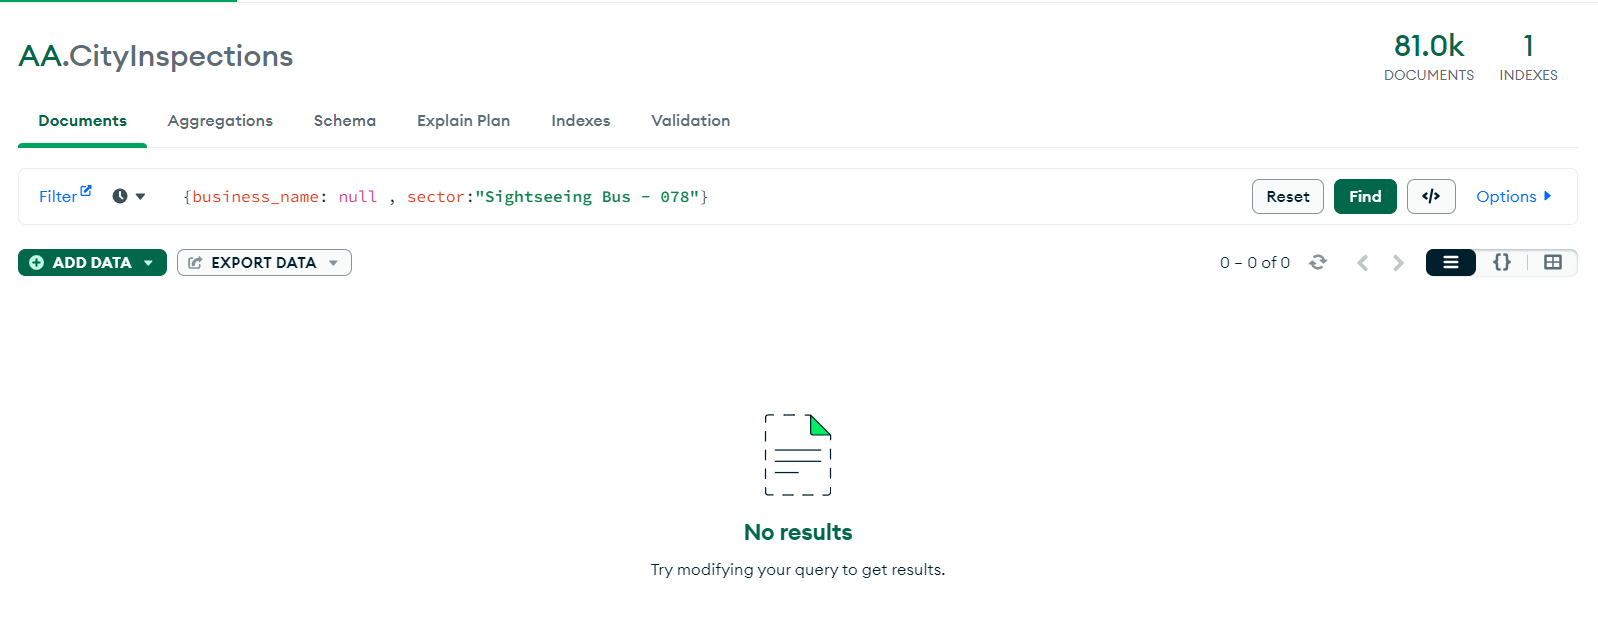 AA.CityInspections
81.0k
DOCUMENTS
1
INDEXES
Documents Aggregations Schema Explain Plan Indexes Validation
Filter {business_name: null , sector:"Sightseeing Bus - 078"} Reset Find </> Options
ADD DATA EXPORT DATA 0 – 0 of 0 {}
No results
Try modifying your query to get results.